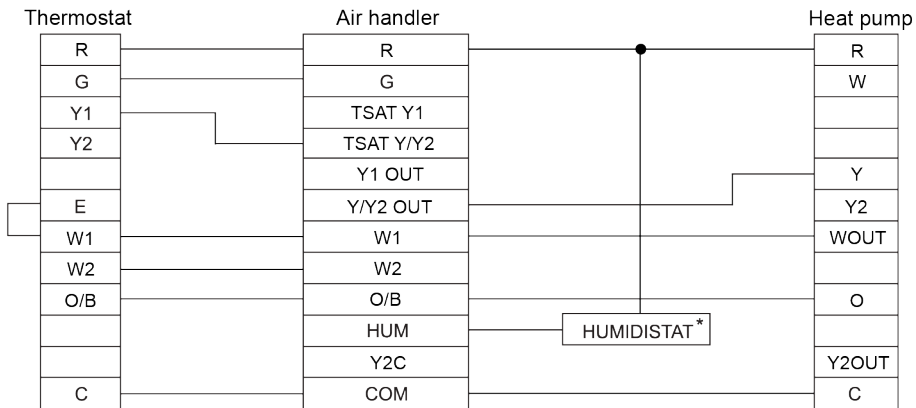 Thermostat Air handler Heat pump
R R R
G G W
Y1 TSAT Y1
Y2 TSAT Y/Y2
Y1 OUT Y
E Y/Y2 OUT Y2
W1 W1 WOUT
W2 W2
O/B O/B O
HUM HUMIDISTAT*
Y2C Y2OUT
C COM C